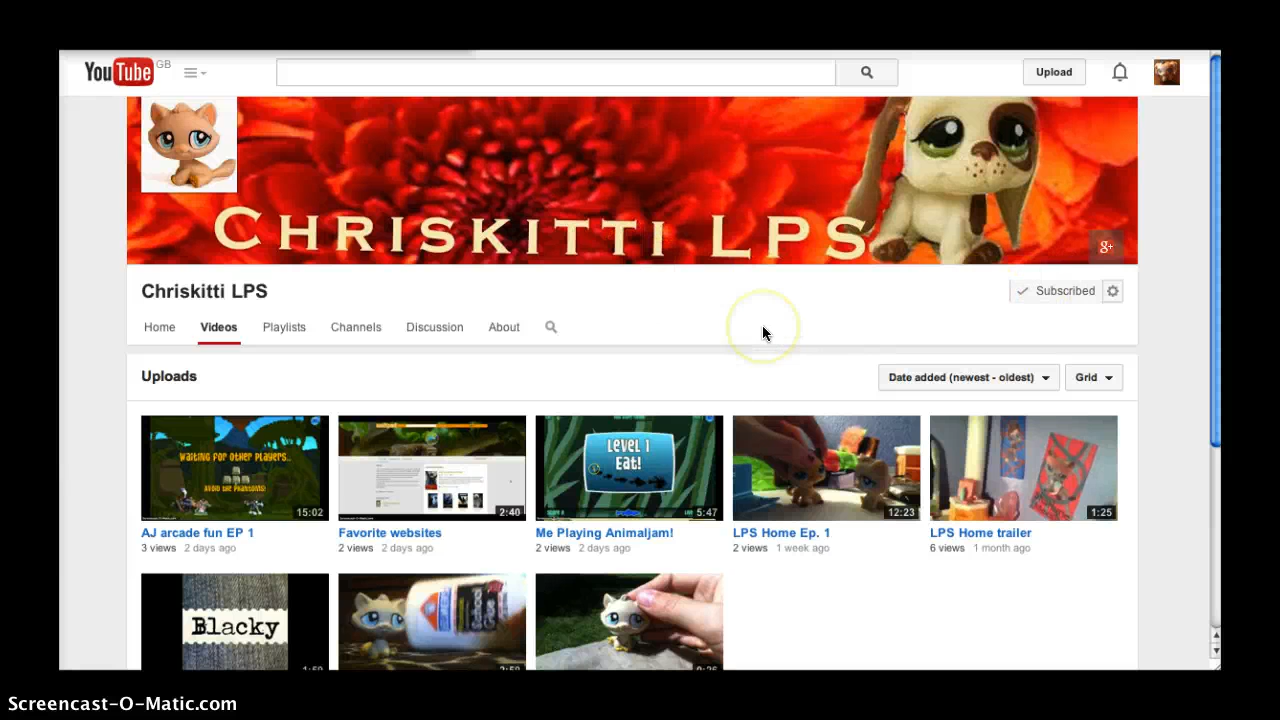 YouTube GB
Upload
CHRISKITTI LPS
g+
Chriskitti LPS
Subscribed
Home Videos Playlists Channels Discussion About
Uploads
Date added (newest - oldest) Grid
WAITING FOR OTHER PLAYERS..
AVOID THE PHANTOMS!
15:02
2:40
LEVEL 1
Eat!
5:47
12:23
1:25
AJ arcade fun EP 1
3 views 2 days ago
Favorite websites
2 views 2 days ago
Me Playing Animaljam!
2 views 2 days ago
LPS Home Ep. 1
2 views 1 week ago
LPS Home trailer
6 views 1 month ago
Blacky
School
Glue
Screencast-O-Matic.com